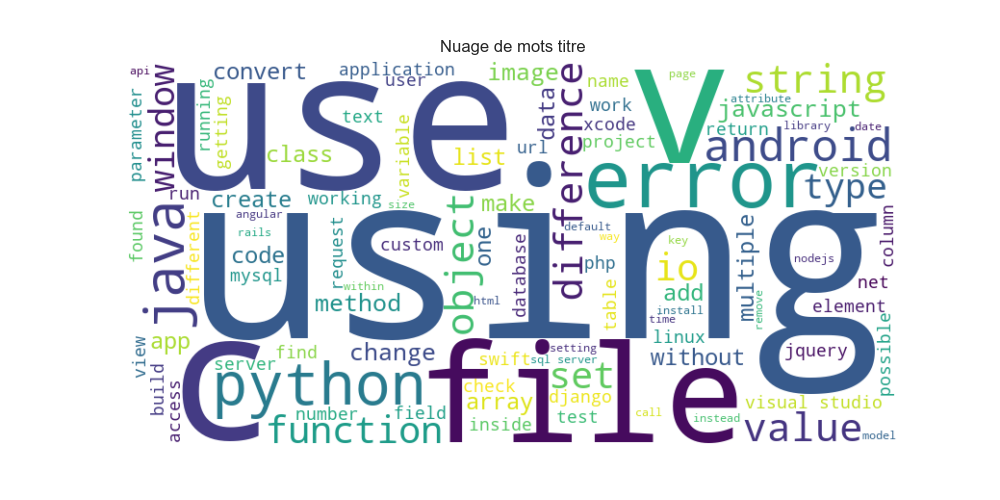 Nuage de mots titre
api
window
convert
application
user
image
difference
name
page
string
parameter
running
getting
use
text
data
work
v
attribute
javascript
xcode
return
library
date
class
variable
list
url
project
android
version
java
run
create
working
size
make
error
type
found
different
angular
rails
object
one
default
way
key
multiple
column
code
mysql
request
custom
database
php
io
nodejs
using
within
html
table
add
install
time
remove
net
element
method
linux
view
app
find
change
swift
setting
sql server
without
jquery
possible
build
access
c
server
python
check
array
django
set
file
call
instead
visual studio
number
field
inside
test
function
value
model